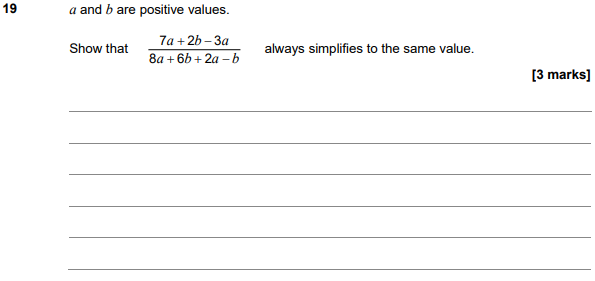 19 a and b are positive values.
Show that 7a + 2b – 3a / 8a + 6b + 2a – b always simplifies to the same value.
[3 marks]